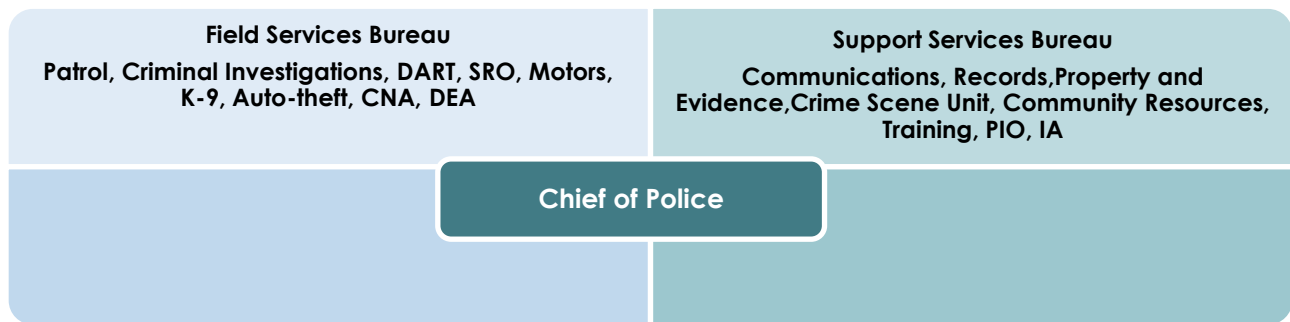 Field Services Bureau
Patrol, Criminal Investigations, DART, SRO, Motors,
K-9, Auto-theft, CNA, DEA
Support Services Bureau
Communications, Records,Property and
Evidence,Crime Scene Unit, Community Resources,
Training, PIO, IA
Chief of Police